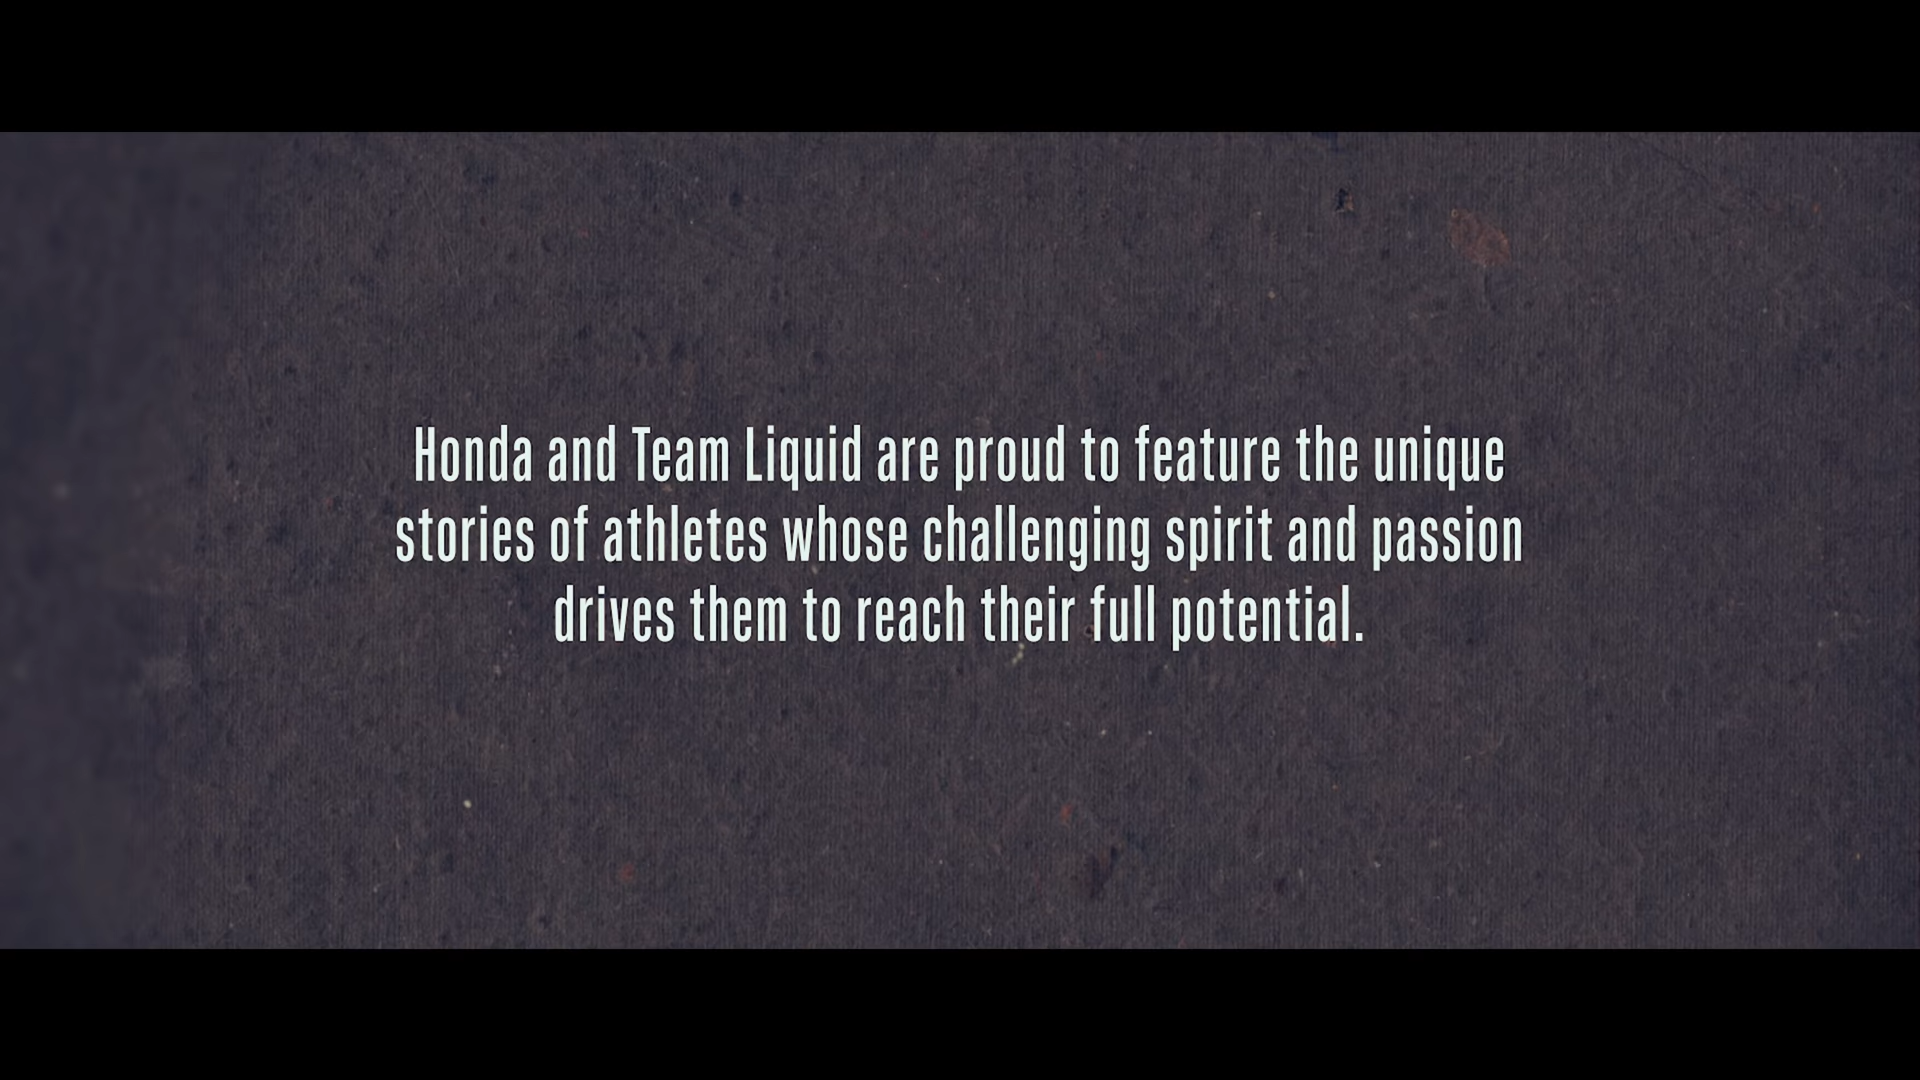 Honda and Team Liquid are proud to feature the unique
stories of athletes whose challenging spirit and passion
drives them to reach their full potential.